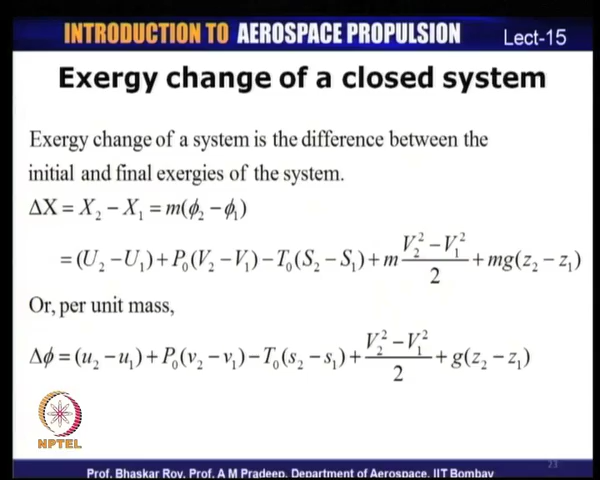 INTRODUCTION TO AEROSPACE PROPULSION Lect-15
Exergy change of a closed system
Exergy change of a system is the difference between the
initial and final exergies of the system.
ΔX = X₂ − X₁ = m(ϕ₂ − ϕ₁)
= (U₂ − U₁) + P₀(V₂ − V₁) − T₀(S₂ − S₁) + m (V₂² − V₁²)/2 + mg(z₂ − z₁)
Or, per unit mass,
Δϕ = (u₂ − u₁) + P₀(v₂ − v₁) − T₀(s₂ − s₁) + (V₂² − V₁²)/2 + g(z₂ − z₁)
NPTEL
23
Prof. Bhaskar Roy, Prof. A M Pradeep, Department of Aerospace, IIT Bombay